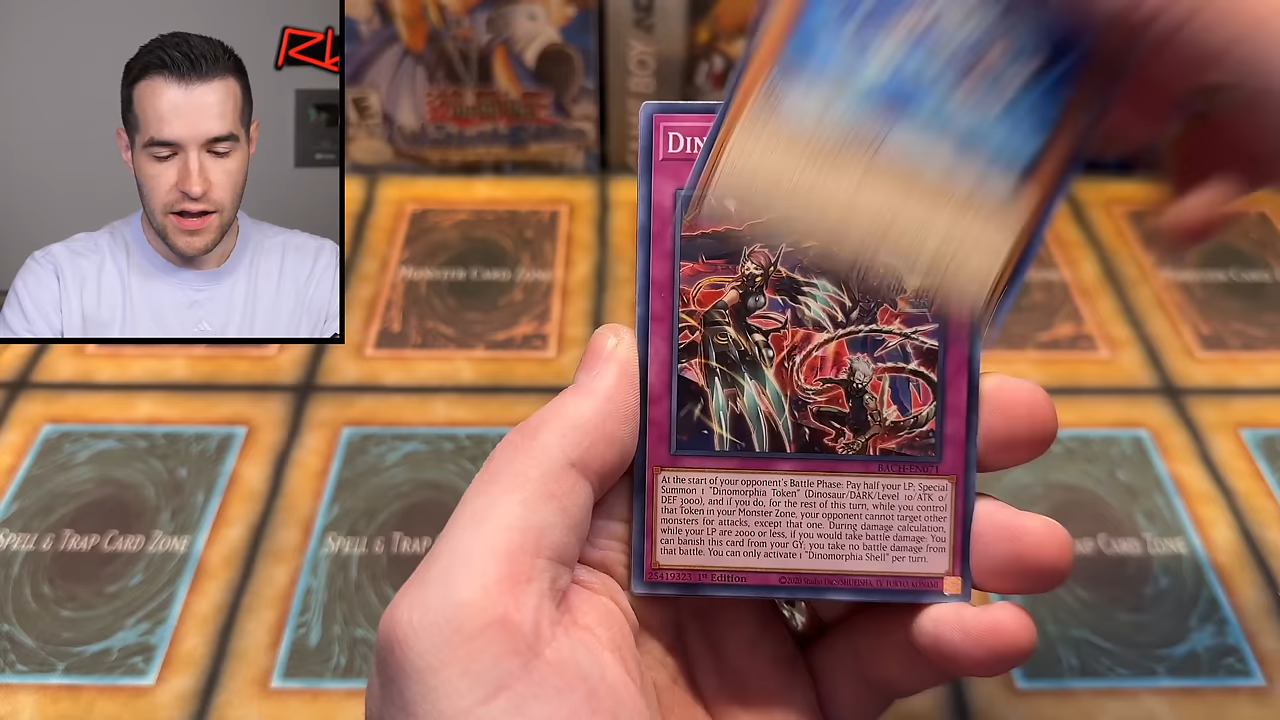 RL
BOY AD
E
MONSTER CARD ZONE
MONSTER CARD
DIN
BACH-EN071
At the start of your opponent's Battle Phase: Pay half your LP; Special
Summon 1 "Dinomorphia Token" (Dinosaur/DARK/Level 10/ATK 0/
DEF 3000), and if you do, for the rest of this turn, while you control
that Token in your Monster Zone, your opponent cannot target other
monsters for attacks, except that one. During damage calculation,
while your LP are 2000 or less, if you would take battle damage: You
can banish this card from your GY; you take no battle damage from
that battle. You can only activate 1 "Dinomorphia Shell" per turn.
25419323 1st Edition
©2020 Studio Dice/SHUEISHA, TV TOKYO, KONAMI
SPELL & TRAP CARD ZONE
SPELL & TRAP
CARD ZONE